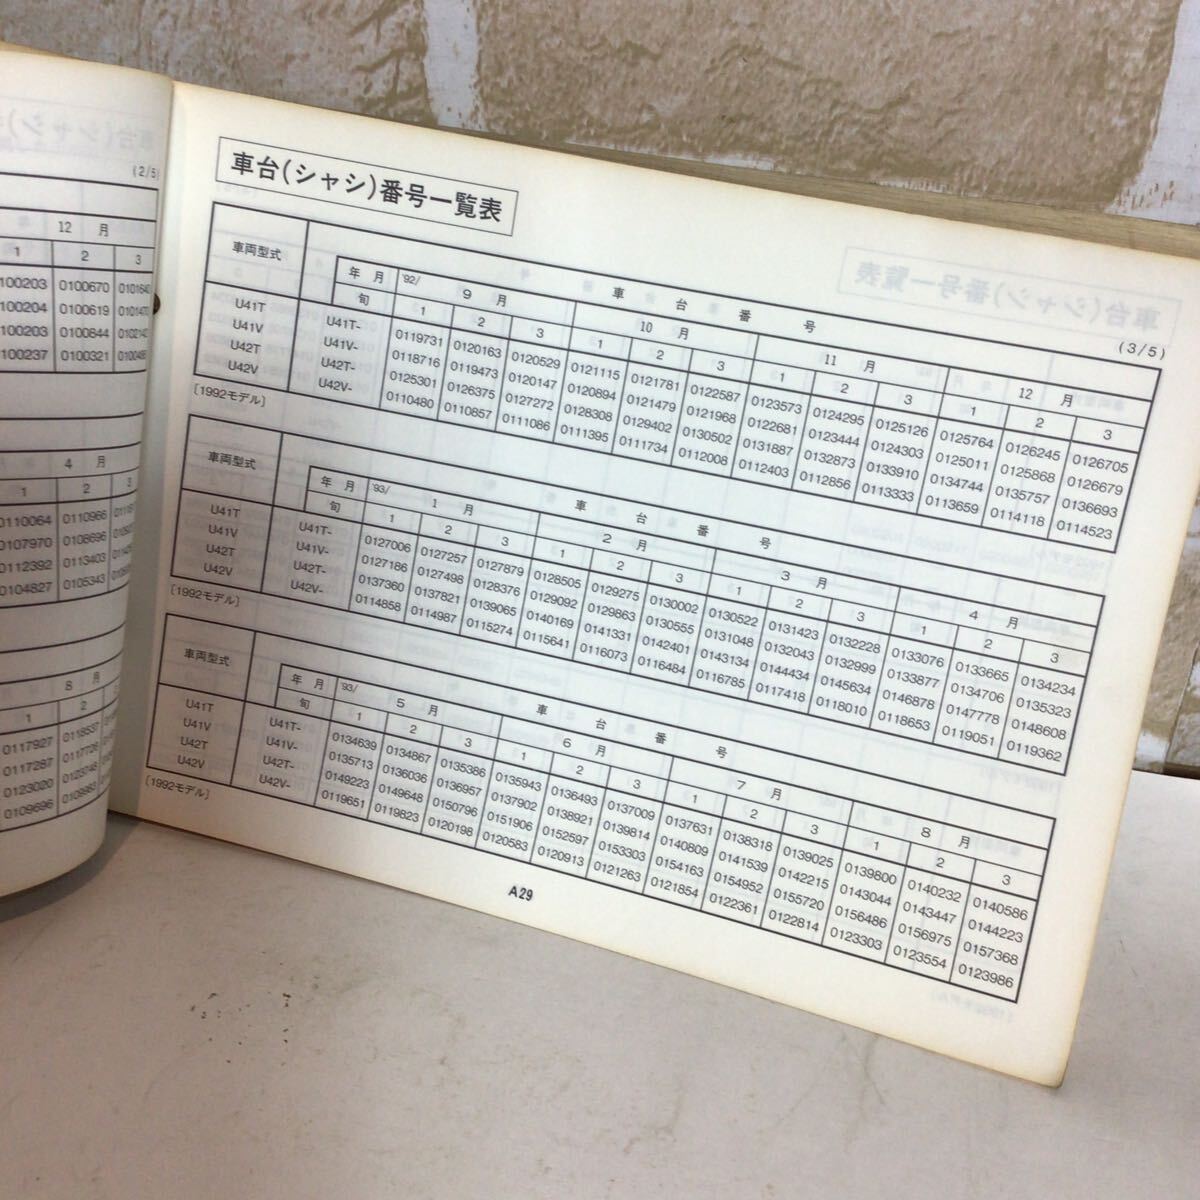 (2/5)
12 月
1 2 3
100203 0100670 0101640
100204 0100619 0101470
100203 0100644
100237 0100321
4 月
1 2 3
0110064 0110966
0107970 0108696
0112392 0113403
0104827 0105343
8 月
1 2
0117927 0118537
0117287 0117726
0123020 0123748
0109696
車台(シャシ)番号一覧表
(3/5)
車両型式 車台番号
年月 '92/ 9月 10月 11月 12月
旬 1 2 3 1 2 3 1 2 3 1 2 3
U41T U41T- 0119731 0120163 0120529 0121115 0121781 0122587 0123573 0124295 0125126 0125764 0126245 0126705
U41V U41V- 0118716 0119473 0120147 0120894 0121479 0121968 0122681 0123444 0124303 0125011 0125868 0126679
U42T U42T- 0125301 0126375 0127272 0128308 0129402 0130502 0131887 0132873 0133910 0134744 0135757 0136693
U42V U42V- 0110480 0110857 0111086 0111395 0111734 0112008 0112403 0112856 0113333 0113659 0114118 0114523
〔1992モデル〕
車両型式 車台番号
年月 '93/ 1月 2月 3月 4月
旬 1 2 3 1 2 3 1 2 3 1 2 3
U41T U41T- 0127006 0127257 0127879 0128505 0129275 0130002 0130522 0131423 0132228 0133076 0133665 0134234
U41V U41V- 0127186 0127498 0128376 0129092 0129863 0130555 0131048 0132043 0132999 0133877 0134706 0135323
U42T U42T- 0137360 0137821 0139065 0140169 0141331 0142401 0143134 0144434 0145634 0146878 0147778 0148608
U42V U42V- 0114858 0114987 0115274 0115641 0116073 0116484 0116785 0117418 0118010 0118653 0119051 0119362
〔1992モデル〕
車両型式 車台番号
年月 '93/ 5月 6月 7月 8月
旬 1 2 3 1 2 3 1 2 3 1 2 3
U41T U41T- 0134639 0134867 0135386 0135943 0136493 0137009 0137631 0138318 0139025 0139800 0140232 0140586
U41V U41V- 0135713 0136036 0136957 0137902 0138921 0139814 0140809 0141539 0142215 0143044 0143447 0144223
U42T U42T- 0149223 0149648 0150796 0151906 0152597 0153303 0154163 0154952 0155720 0156486 0156975 0157368
U42V U42V- 0119651 0119823 0120198 0120583 0120913 0121263 0121854 0122361 0122814 0123303 0123554 0123986
〔1992モデル〕
A29